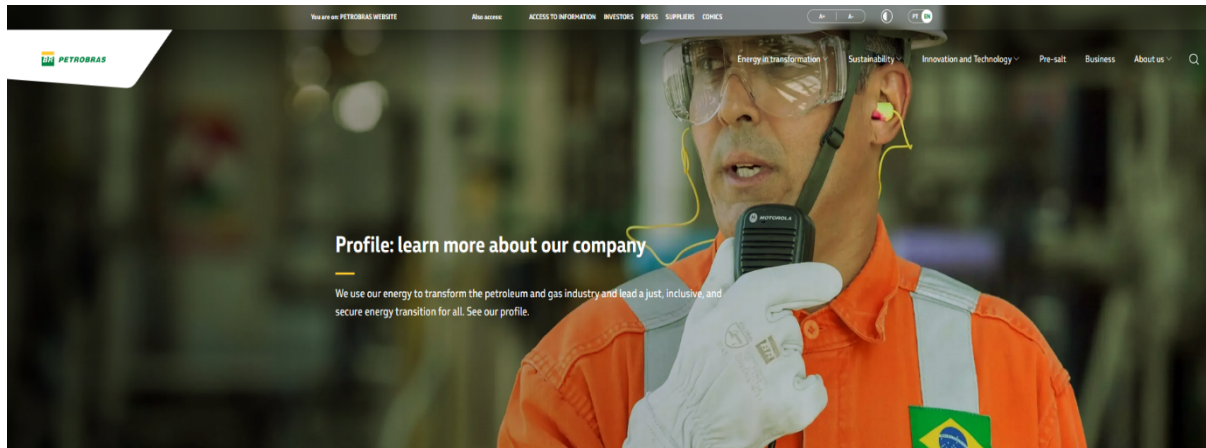 You are on: PETROBRAS WEBSITE
Also access:
ACCESS TO INFORMATION INVESTORS PRESS SUPPLIERS COMICS
A+ A-
PT EN
BR PETROBRAS
Energy in transformation
Sustainability
Innovation and Technology
Pre-salt
Business
About us
MOTOROLA
Profile: learn more about our company
We use our energy to transform the petroleum and gas industry and lead a just, inclusive, and
secure energy transition for all. See our profile.